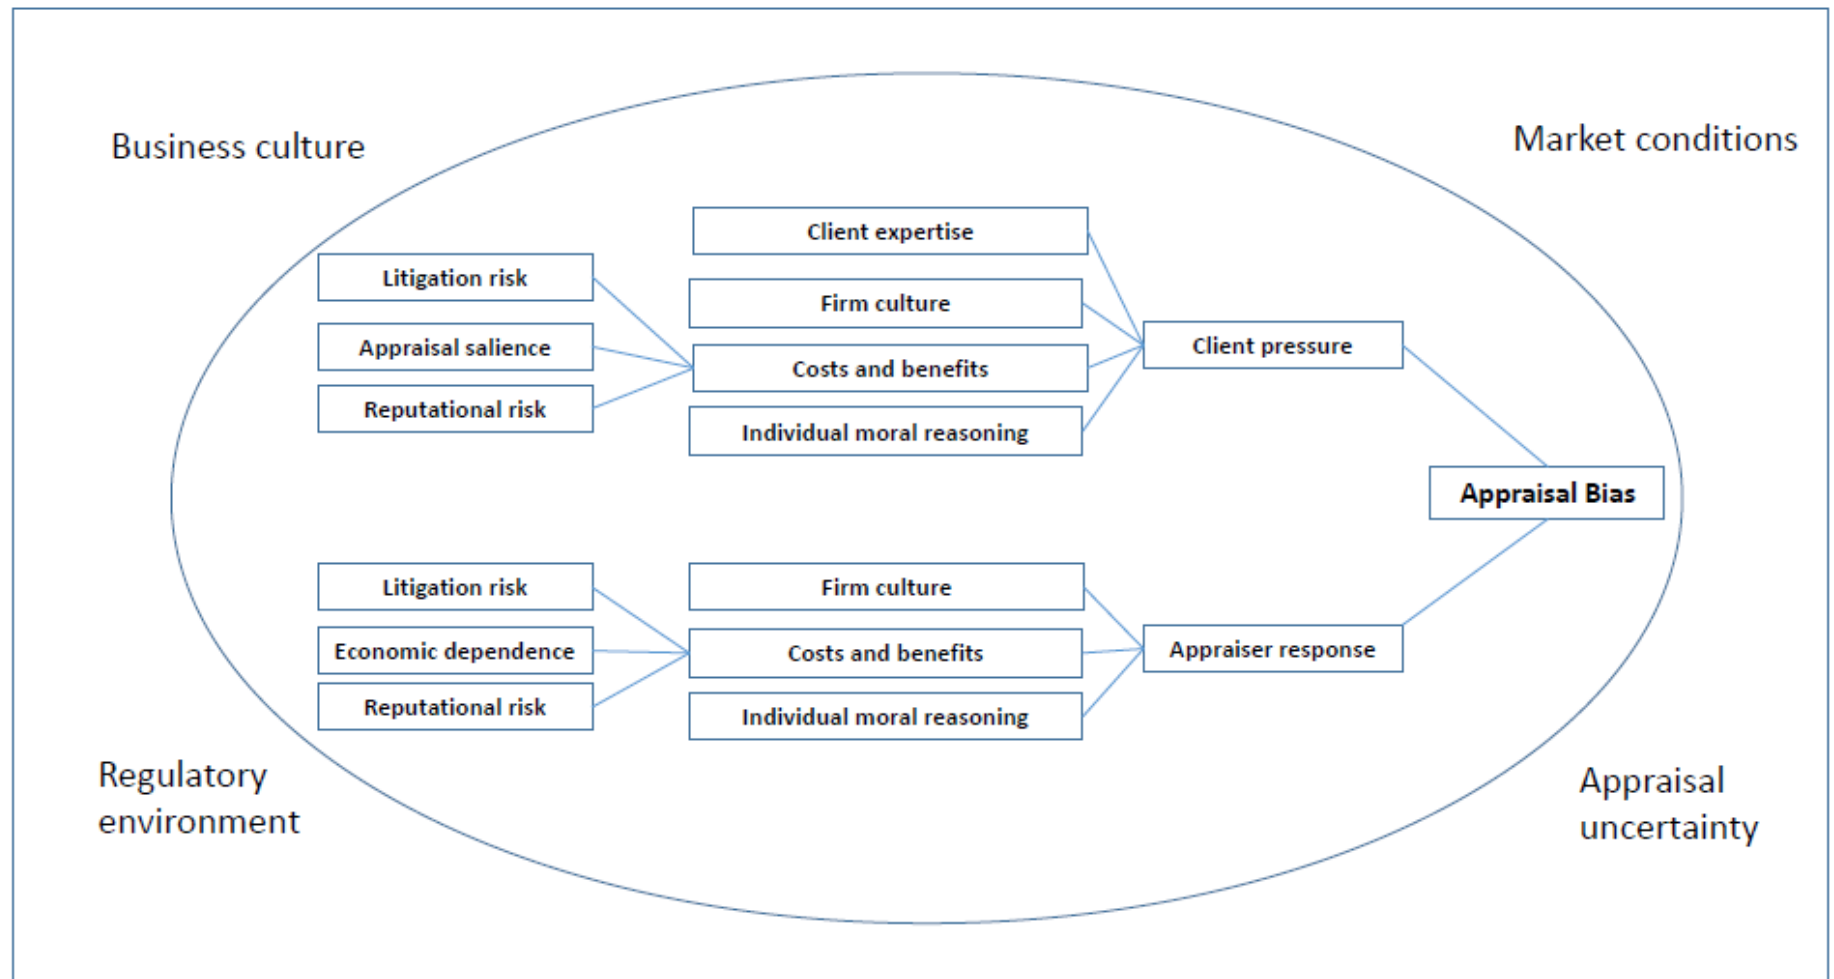 Business culture
Market conditions
Client expertise
Litigation risk
Firm culture
Appraisal salience
Client pressure
Costs and benefits
Reputational risk
Individual moral reasoning
Appraisal Bias
Litigation risk
Firm culture
Economic dependence
Costs and benefits
Appraiser response
Reputational risk
Individual moral reasoning
Regulatory
environment
Appraisal
uncertainty